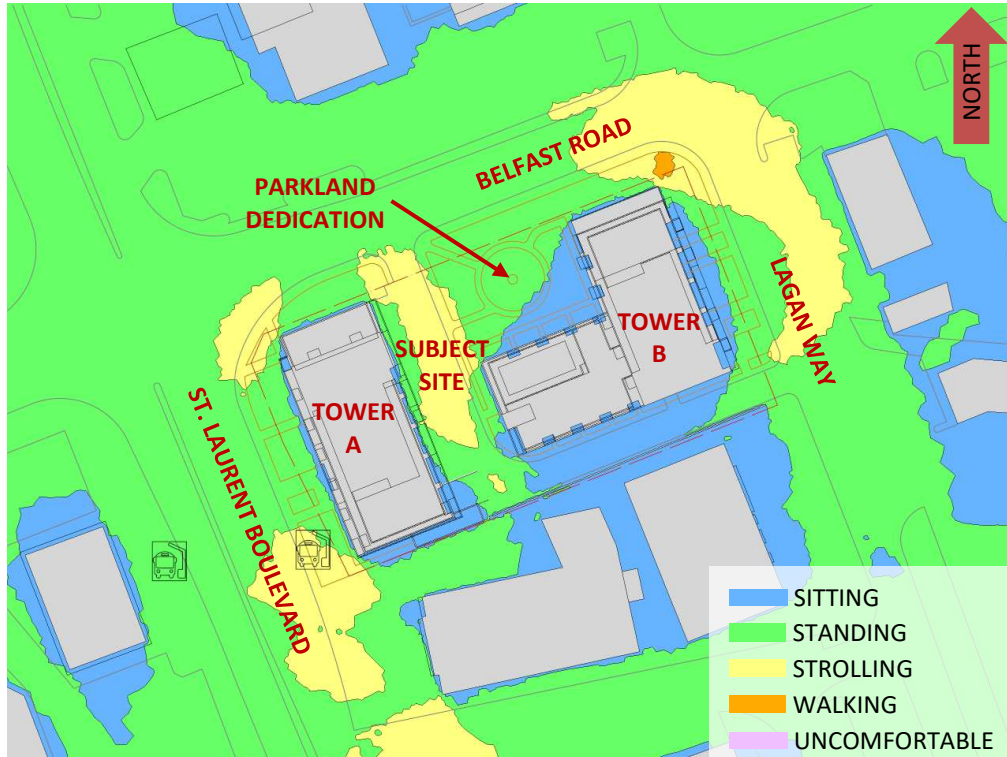 NORTH
BELFAST ROAD
PARKLAND
DEDICATION
LAGAN WAY
SUBJECT
SITE
TOWER
B
TOWER
A
ST. LAURENT BOULEVARD
SITTING
STANDING
STROLLING
WALKING
UNCOMFORTABLE